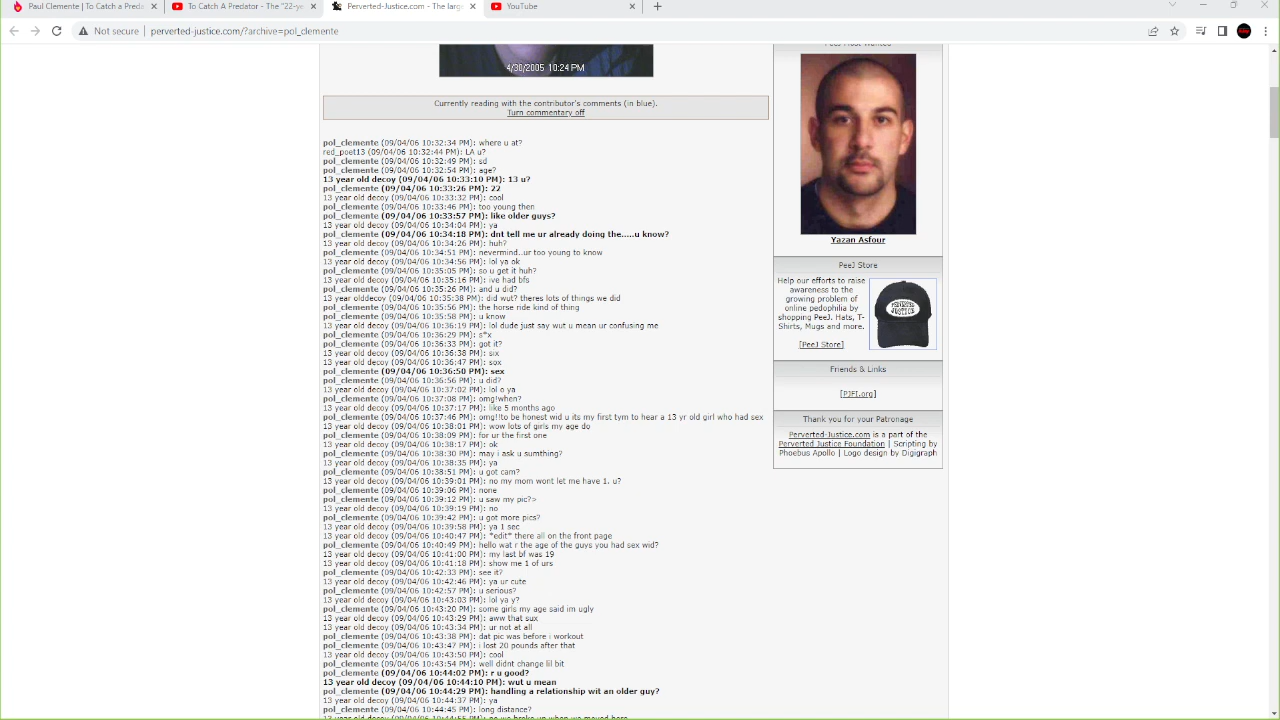 Paul Clemente | To Catch a Preda
To Catch A Predator - The "22-ye
Perverted-Justice.com - The larg
YouTube
Not secure | perverted-justice.com/?archive=pol_clemente
4/30/2005 10:24 PM
Currently reading with the contributor's comments (in blue).
Turn commentary off
pol_clemente (09/04/06 10:32:34 PM): where u at?
red_poet13 (09/04/06 10:32:44 PM): LA u?
pol_clemente (09/04/06 10:32:49 PM): sd
pol_clemente (09/04/06 10:32:54 PM): age?
13 year old decoy (09/04/06 10:33:10 PM): 13 u?
pol_clemente (09/04/06 10:33:26 PM): 22
13 year old decoy (09/04/06 10:33:32 PM): cool
pol_clemente (09/04/06 10:33:46 PM): too young then
pol_clemente (09/04/06 10:33:57 PM): like older guys?
13 year old decoy (09/04/06 10:34:04 PM): ya
pol_clemente (09/04/06 10:34:18 PM): dnt tell me ur already doing the.....u know?
13 year old decoy (09/04/06 10:34:26 PM): huh?
pol_clemente (09/04/06 10:34:51 PM): nevermind..ur too young to know
13 year old decoy (09/04/06 10:34:56 PM): lol ya ok
pol_clemente (09/04/06 10:35:05 PM): so u get it huh?
13 year old decoy (09/04/06 10:35:16 PM): ive had bfs
pol_clemente (09/04/06 10:35:26 PM): and u did?
13 year olddecoy (09/04/06 10:35:38 PM): did wut? theres lots of things we did
pol_clemente (09/04/06 10:35:56 PM): the horse ride kind of thing
pol_clemente (09/04/06 10:35:58 PM): u know
13 year old decoy (09/04/06 10:36:19 PM): lol dude just say wut u mean ur confusing me
pol_clemente (09/04/06 10:36:29 PM): s*x
pol_clemente (09/04/06 10:36:33 PM): got it?
13 year old decoy (09/04/06 10:36:38 PM): six
13 year old decoy (09/04/06 10:36:47 PM): sox
pol_clemente (09/04/06 10:36:50 PM): sex
pol_clemente (09/04/06 10:36:56 PM): u did?
13 year old decoy (09/04/06 10:37:02 PM): lol o ya
pol_clemente (09/04/06 10:37:08 PM): omg!when?
13 year old decoy (09/04/06 10:37:17 PM): like 5 months ago
pol_clemente (09/04/06 10:37:46 PM): omg!!to be honest wid u its my first tym to hear a 13 yr old girl who had sex
13 year old decoy (09/04/06 10:38:01 PM): wow lots of girls my age do
pol_clemente (09/04/06 10:38:09 PM): for ur the first one
13 year old decoy (09/04/06 10:38:17 PM): ok
pol_clemente (09/04/06 10:38:30 PM): may i ask u sumthing?
13 year old decoy (09/04/06 10:38:35 PM): ya
pol_clemente (09/04/06 10:38:51 PM): u got cam?
13 year old decoy (09/04/06 10:39:01 PM): no my mom wont let me have 1. u?
pol_clemente (09/04/06 10:39:06 PM): none
pol_clemente (09/04/06 10:39:12 PM): u saw my pic?>
13 year old decoy (09/04/06 10:39:19 PM): no
pol_clemente (09/04/06 10:39:42 PM): u got more pics?
13 year old decoy (09/04/06 10:39:58 PM): ya 1 sec
13 year old decoy (09/04/06 10:40:47 PM): *edit* there all on the front page
pol_clemente (09/04/06 10:40:49 PM): hello wat r the age of the guys you had sex wid?
13 year old decoy (09/04/06 10:41:00 PM): my last bf was 19
13 year old decoy (09/04/06 10:41:18 PM): show me 1 of urs
pol_clemente (09/04/06 10:42:33 PM): see it?
13 year old decoy (09/04/06 10:42:46 PM): ya ur cute
pol_clemente (09/04/06 10:42:57 PM): u serious?
13 year old decoy (09/04/06 10:43:03 PM): lol ya y?
pol_clemente (09/04/06 10:43:20 PM): some girls my age said im ugly
13 year old decoy (09/04/06 10:43:29 PM): aww that sux
13 year old decoy (09/04/06 10:43:34 PM): ur not at all
pol_clemente (09/04/06 10:43:38 PM): dat pic was before i workout
pol_clemente (09/04/06 10:43:47 PM): i lost 20 pounds after that
13 year old decoy (09/04/06 10:43:50 PM): cool
pol_clemente (09/04/06 10:43:54 PM): well didnt change lil bit
pol_clemente (09/04/06 10:44:02 PM): r u good?
13 year old decoy (09/04/06 10:44:10 PM): wut u mean
pol_clemente (09/04/06 10:44:29 PM): handling a relationship wit an older guy?
13 year old decoy (09/04/06 10:44:37 PM): ya
pol_clemente (09/04/06 10:44:45 PM): long distance?
13 year old decoy (09/04/06 10:44:55 PM): no we broke up when we moved here
PeeJ Most Wanted
Yazan Asfour
PeeJ Store
Help our efforts to raise
awareness to the
growing problem of
online pedophilia by
shopping PeeJ. Hats, T-
Shirts, Mugs and more.
[PeeJ Store]
PERVERTED
JUSTICE
Friends & Links
[PJFI.org]
Thank you for your Patronage
Perverted-Justice.com is a part of the
Perverted Justice Foundation | Scripting by
Phoebus Apollo | Logo design by Digigraph